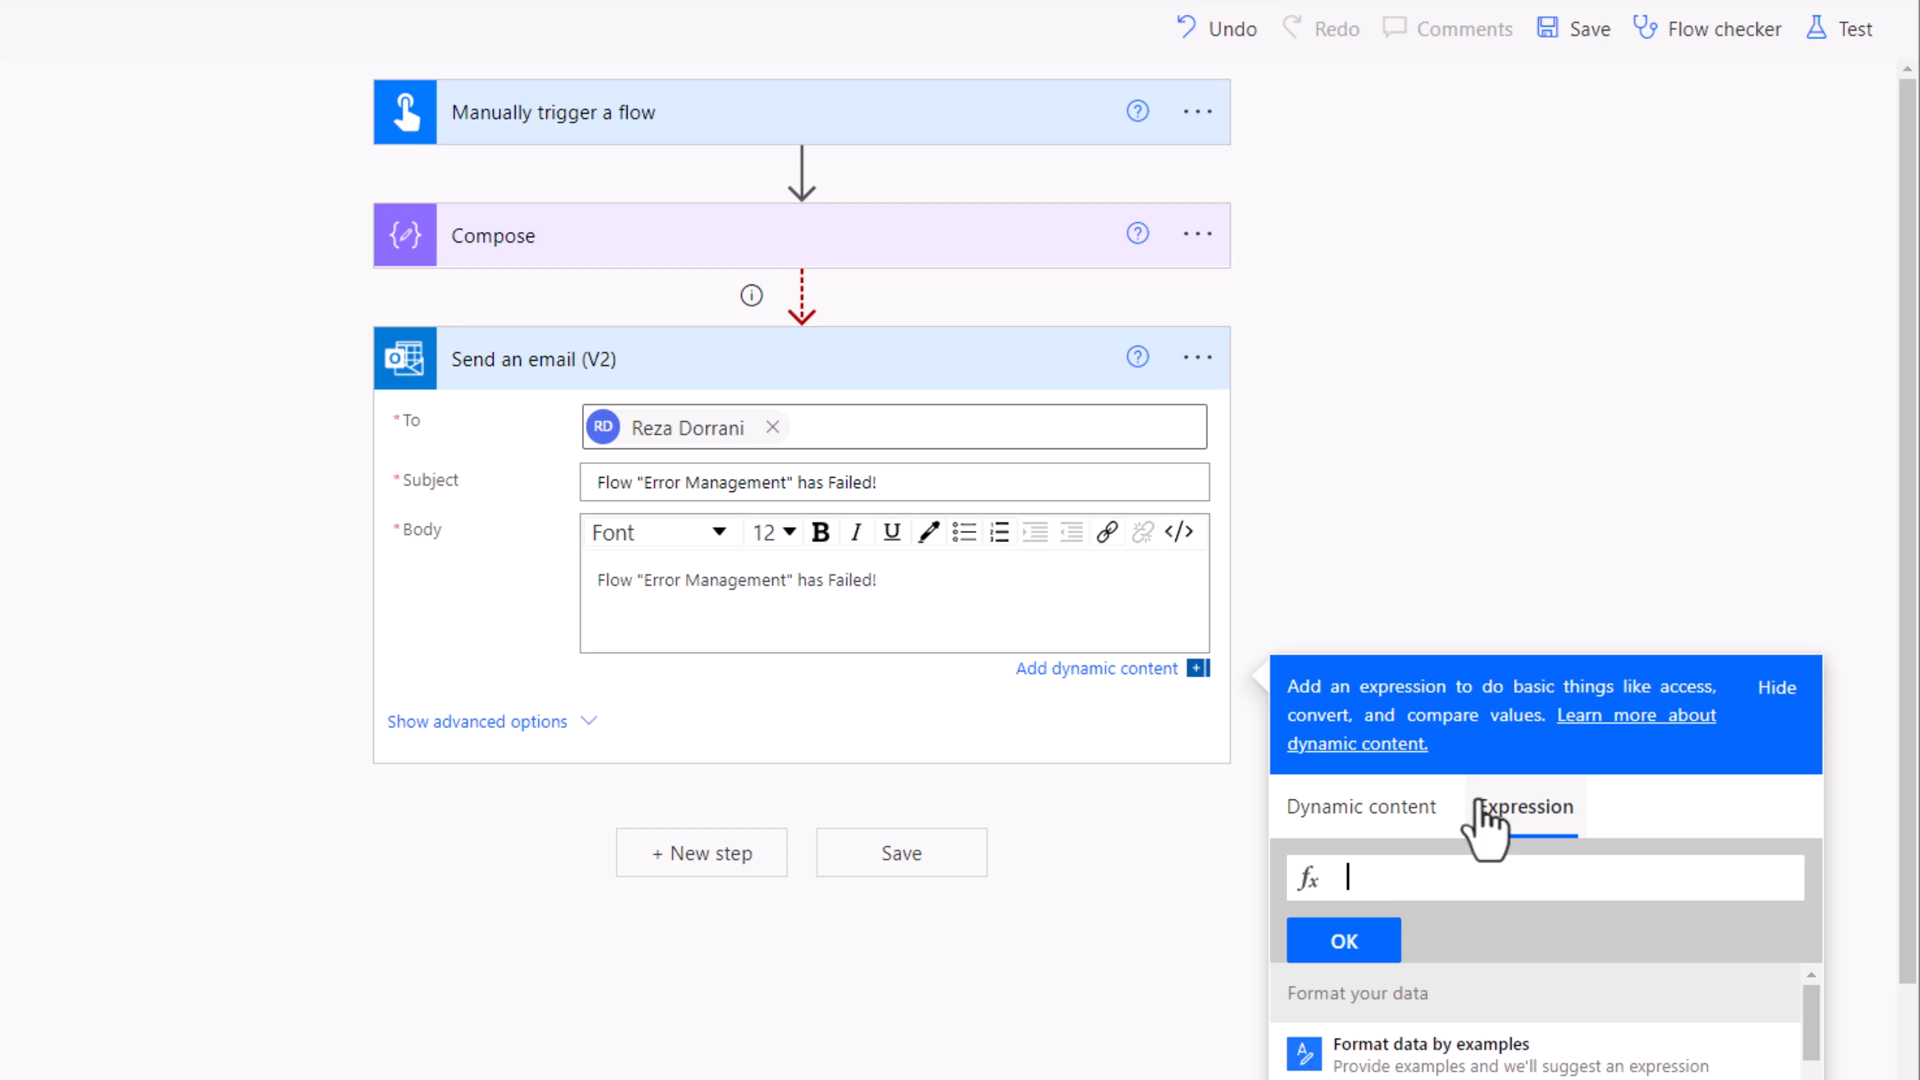 Undo
Redo
Comments
Save
Flow checker
Test
Manually trigger a flow
Compose
Send an email (V2)
*To
RD
Reza Dorrani
*Subject
Flow "Error Management" has Failed!
*Body
Font
12
B
I
U
</>
Flow "Error Management" has Failed!
Add dynamic content
Show advanced options
+ New step
Save
Add an expression to do basic things like access,
convert, and compare values. Learn more about
dynamic content.
Hide
Dynamic content
Expression
fx
OK
Format your data
Format data by examples
Provide examples and we'll suggest an expression